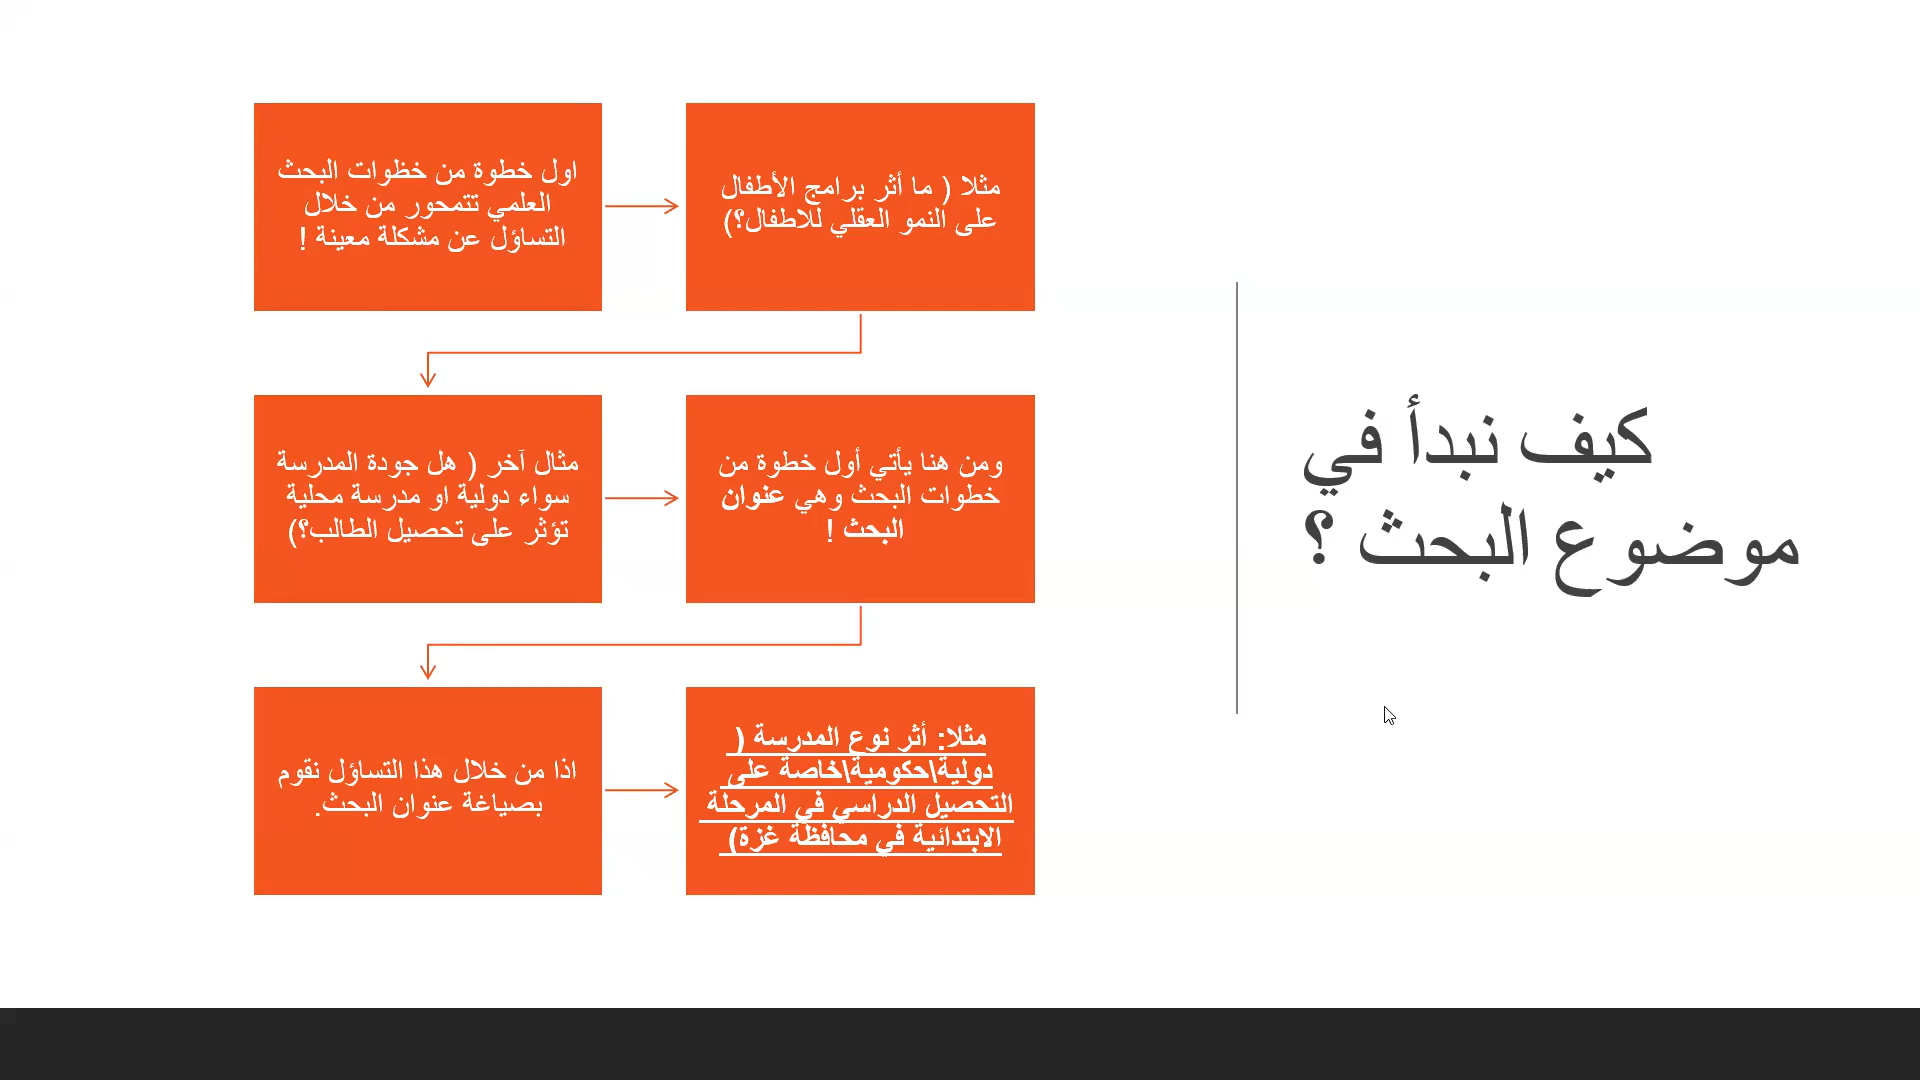 كيف نبدأ في
موضوع البحث ؟
اول خطوة من خظوات البحث
العلمي تتمحور من خلال
التساؤل عن مشكلة معينة !
مثلا ( ما أثر برامج الأطفال
على النمو العقلي للاطفال؟)
مثال آخر ( هل جودة المدرسة
سواء دولية او مدرسة محلية
تؤثر على تحصيل الطالب؟)
ومن هنا يأتي أول خطوة من
خطوات البحث وهي عنوان
البحث !
اذا من خلال هذا التساؤل نقوم
بصياغة عنوان البحث.
مثلا: أثر نوع المدرسة (
دولية\حكومية\خاصة على
التحصيل الدراسي في المرحلة
الابتدائية في محافظة غزة)